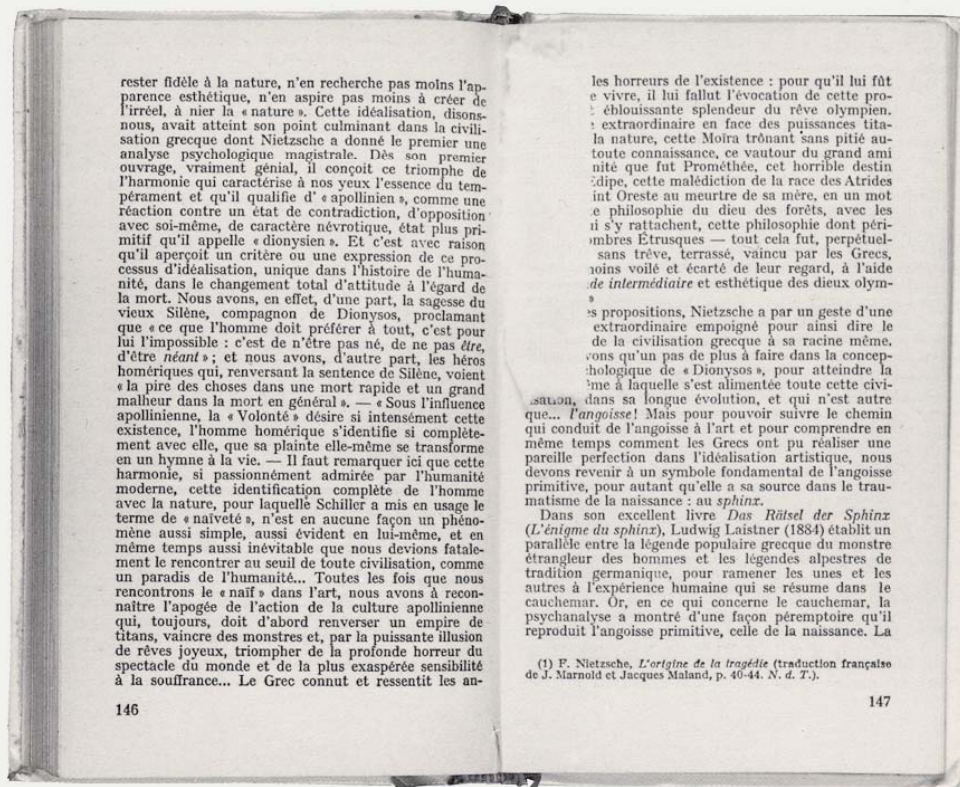 rester fidèle à la nature, n'en recherche pas moins l'ap-
parence esthétique, n'en aspire pas moins à créer de
l'irréel, à nier la « nature ». Cette idéalisation, disons-
nous, avait atteint son point culminant dans la civili-
sation grecque dont Nietzsche a donné le premier une
analyse psychologique magistrale. Dès son premier
ouvrage, vraiment génial, il conçoit ce triomphe de
l'harmonie qui caractérise à nos yeux l'essence du tem-
pérament et qu'il qualifie d' « apollinien », comme une
réaction contre un état de contradiction, d'opposition
avec soi-même, de caractère névrotique, état plus pri-
mitif qu'il appelle « dionysien ». Et c'est avec raison
qu'il aperçoit un critère ou une expression de ce pro-
cessus d'idéalisation, unique dans l'histoire de l'huma-
nité, dans le changement total d'attitude à l'égard de
la mort. Nous avons, en effet, d'une part, la sagesse du
vieux Silène, compagnon de Dionysos, proclamant
que « ce que l'homme doit préférer à tout, c'est pour
lui l'impossible : c'est de n'être pas né, de ne pas être,
d'être néant » ; et nous avons, d'autre part, les héros
homériques qui, renversant la sentence de Silène, voient
« la pire des choses dans une mort rapide et un grand
malheur dans la mort en général ». — « Sous l'influence
apollinienne, la « Volonté » désire si intensément cette
existence, l'homme homérique s'identifie si complète-
ment avec elle, que sa plainte elle-même se transforme
en un hymne à la vie. — Il faut remarquer ici que cette
harmonie, si passionnément admirée par l'humanité
moderne, cette identification complète de l'homme
avec la nature, pour laquelle Schiller a mis en usage le
terme de « naïveté », n'est en aucune façon un phéno-
mène aussi simple, aussi évident en lui-même, et en
même temps aussi inévitable que nous devions fatale-
ment le rencontrer au seuil de toute civilisation, comme
un paradis de l'humanité... Toutes les fois que nous
rencontrons le « naïf » dans l'art, nous avons à recon-
naître l'apogée de l'action de la culture apollinienne
qui, toujours, doit d'abord renverser un empire de
titans, vaincre des monstres et, par la puissante illusion
de rêves joyeux, triompher de la profonde horreur du
spectacle du monde et de la plus exaspérée sensibilité
à la souffrance... Le Grec connut et ressentit les an-
146
les horreurs de l'existence : pour qu'il lui fût
e vivre, il lui fallut l'évocation de cette pro-
éblouissante splendeur du rêve olympien.
extraordinaire en face des puissances tita-
la nature, cette Moïra trônant sans pitié au-
toute connaissance, ce vautour du grand ami
nité que fut Prométhée, cet horrible destin
dipe, cette malédiction de la race des Atrides
int Oreste au meurtre de sa mère, en un mot
e philosophie du dieu des forêts, avec les
ui s'y rattachent, cette philosophie dont péri-
mbres Étrusques — tout cela fut, perpétuel-
sans trêve, terrassé, vaincu par les Grecs,
noins voilé et écarté de leur regard, à l'aide
de intermédiaire et esthétique des dieux olym-
»
s propositions, Nietzsche a par un geste d'une
extraordinaire empoigné pour ainsi dire le
de la civilisation grecque à sa racine même.
vons qu'un pas de plus à faire dans la concep-
hologique de « Dionysos », pour atteindre la
me à laquelle s'est alimentée toute cette civi-
sation, dans sa longue évolution, et qui n'est autre
que... l'angoisse! Mais pour pouvoir suivre le chemin
qui conduit de l'angoisse à l'art et pour comprendre en
même temps comment les Grecs ont pu réaliser une
pareille perfection dans l'idéalisation artistique, nous
devons revenir à un symbole fondamental de l'angoisse
primitive, pour autant qu'elle a sa source dans le trau-
matisme de la naissance : au sphinx.
Dans son excellent livre Das Rätsel der Sphinx
(L'énigme du sphinx), Ludwig Laistner (1884) établit un
parallèle entre la légende populaire grecque du monstre
étrangleur des hommes et les légendes alpestres de
tradition germanique, pour ramener les unes et les
autres à l'expérience humaine qui se résume dans le
cauchemar. Or, en ce qui concerne le cauchemar, la
psychanalyse a montré d'une façon péremptoire qu'il
reproduit l'angoisse primitive, celle de la naissance. La
(1) F. Nietzsche, L'origine de la tragédie (traduction française
de J. Marnold et Jacques Maland, p. 40-44. N. d. T.).
147